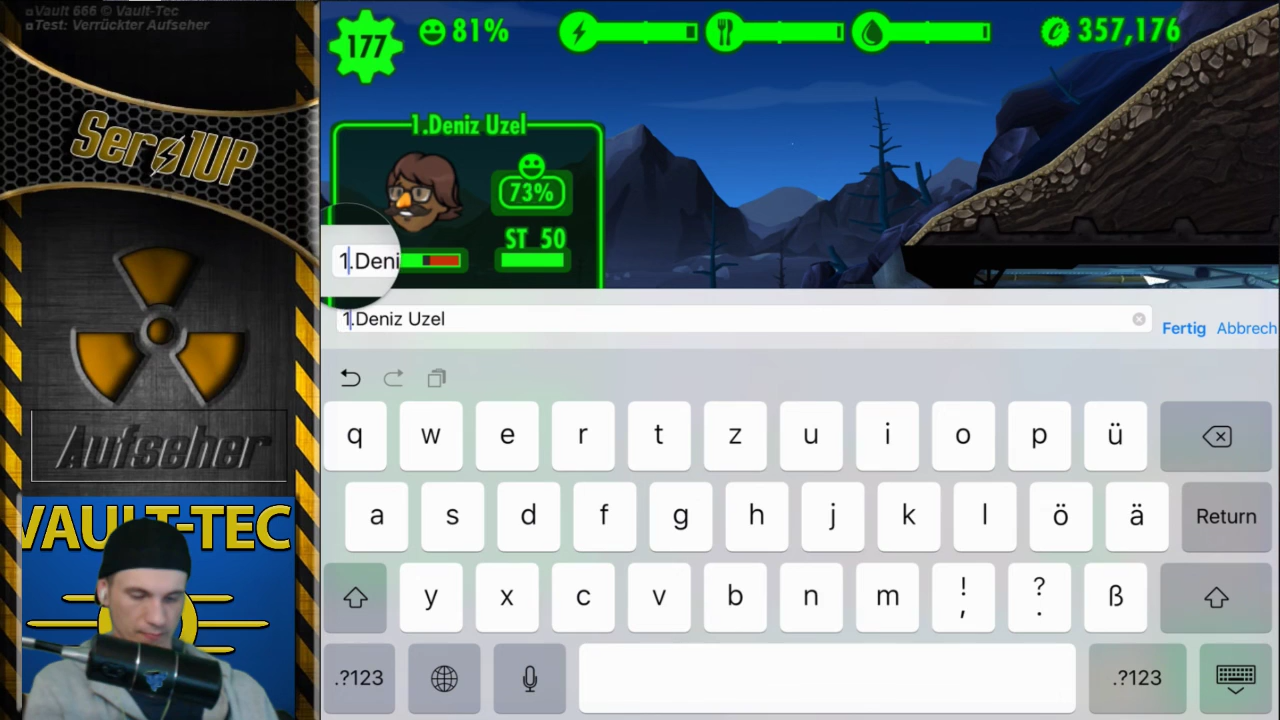 Vault 666 © Vault-Tec
Test: Verrückter Aufseher
Sero1UP
Aufseher
VAULT-TEC
177
81%
357,176
1.Deniz Uzel
73%
ST 50
1.Deni
1.Deniz Uzel
Fertig Abbrech
q w e r t z u i o p ü
a s d f g h j k l ö ä Return
y x c v b n m ! , ? . ß
.?123 .?123